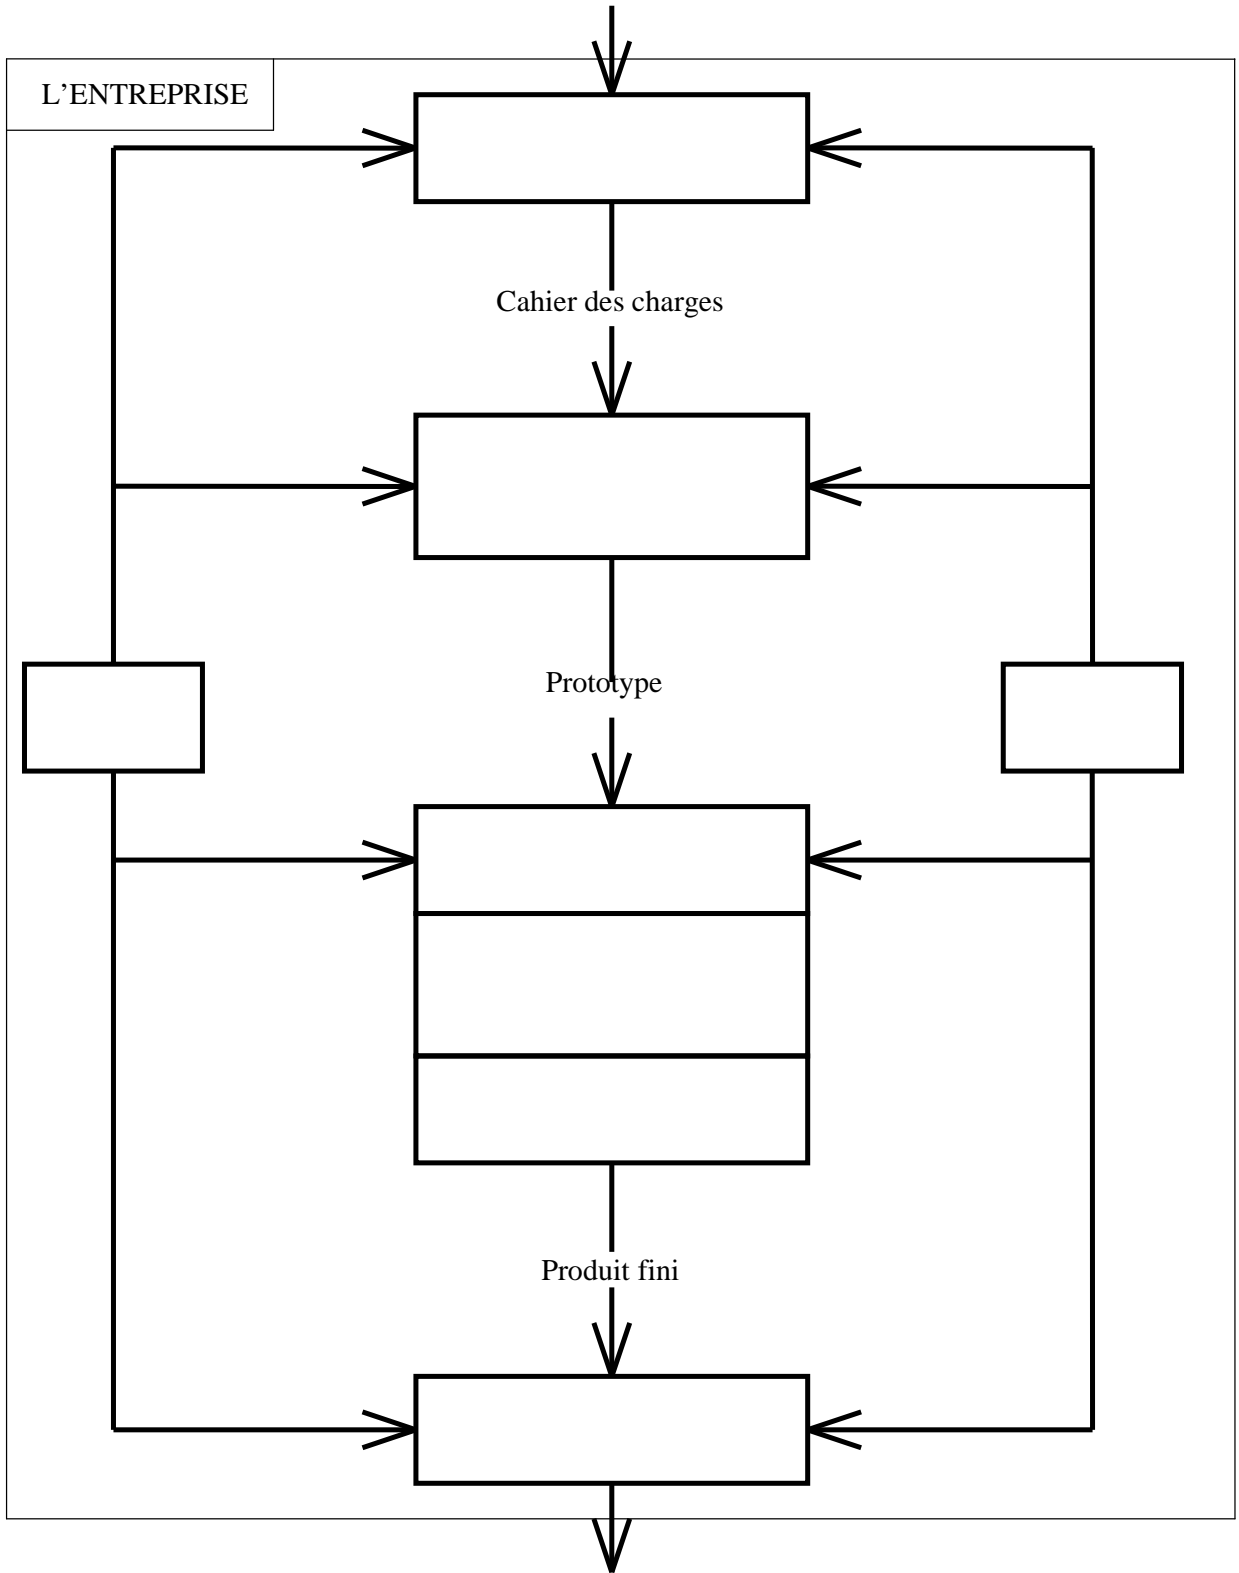 L’ENTREPRISE
Cahier des charges
Prototype
Produit fini